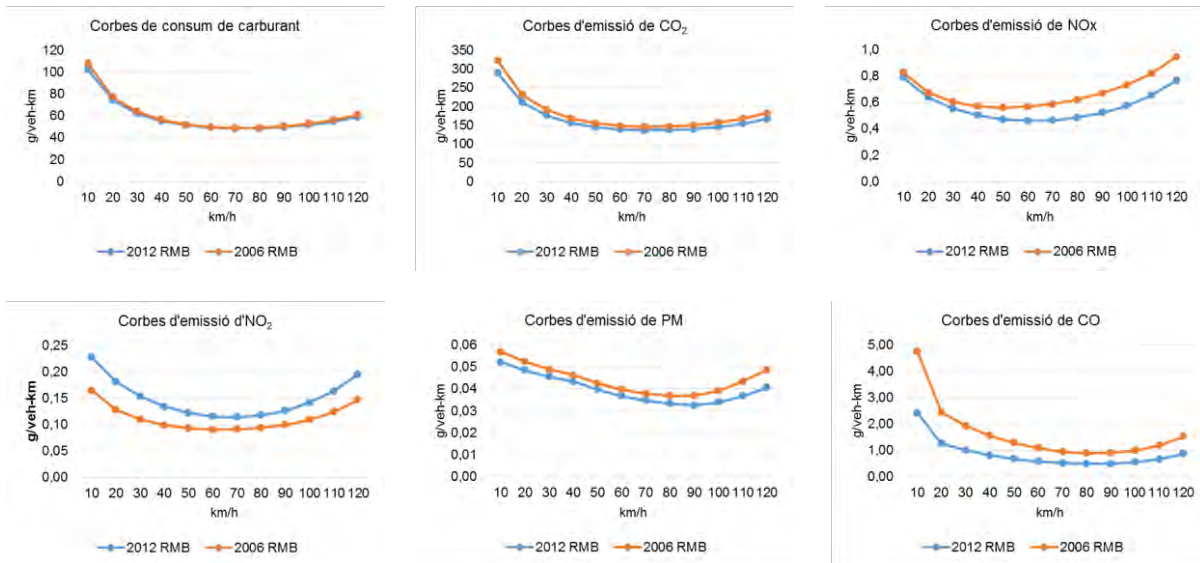 Corbes de consum de carburant
120
100
80
60
40
20
0
g/veh-km
10 20 30 40 50 60 70 80 90 100 110 120
km/h
2012 RMB 2006 RMB
Corbes d'emissió de CO₂
350
300
250
200
150
100
50
0
g/veh-km
10 20 30 40 50 60 70 80 90 100 110 120
km/h
2012 RMB 2006 RMB
Corbes d'emissió de NOx
1,0
0,8
0,6
0,4
0,2
0,0
g/veh-km
10 20 30 40 50 60 70 80 90 100 110 120
km/h
2012 RMB 2006 RMB
Corbes d'emissió d'NO₂
0,25
0,20
0,15
0,10
0,05
0,00
g/veh-km
10 20 30 40 50 60 70 80 90 100 110 120
km/h
2012 RMB 2006 RMB
Corbes d'emissió de PM
0,06
0,05
0,04
0,03
0,02
0,01
0,00
g/veh-km
10 20 30 40 50 60 70 80 90 100 110 120
km/h
2012 RMB 2006 RMB
Corbes d'emissió de CO
5,00
4,00
3,00
2,00
1,00
0,00
g/veh-km
10 20 30 40 50 60 70 80 90 100 110 120
km/h
2012 RMB 2006 RMB